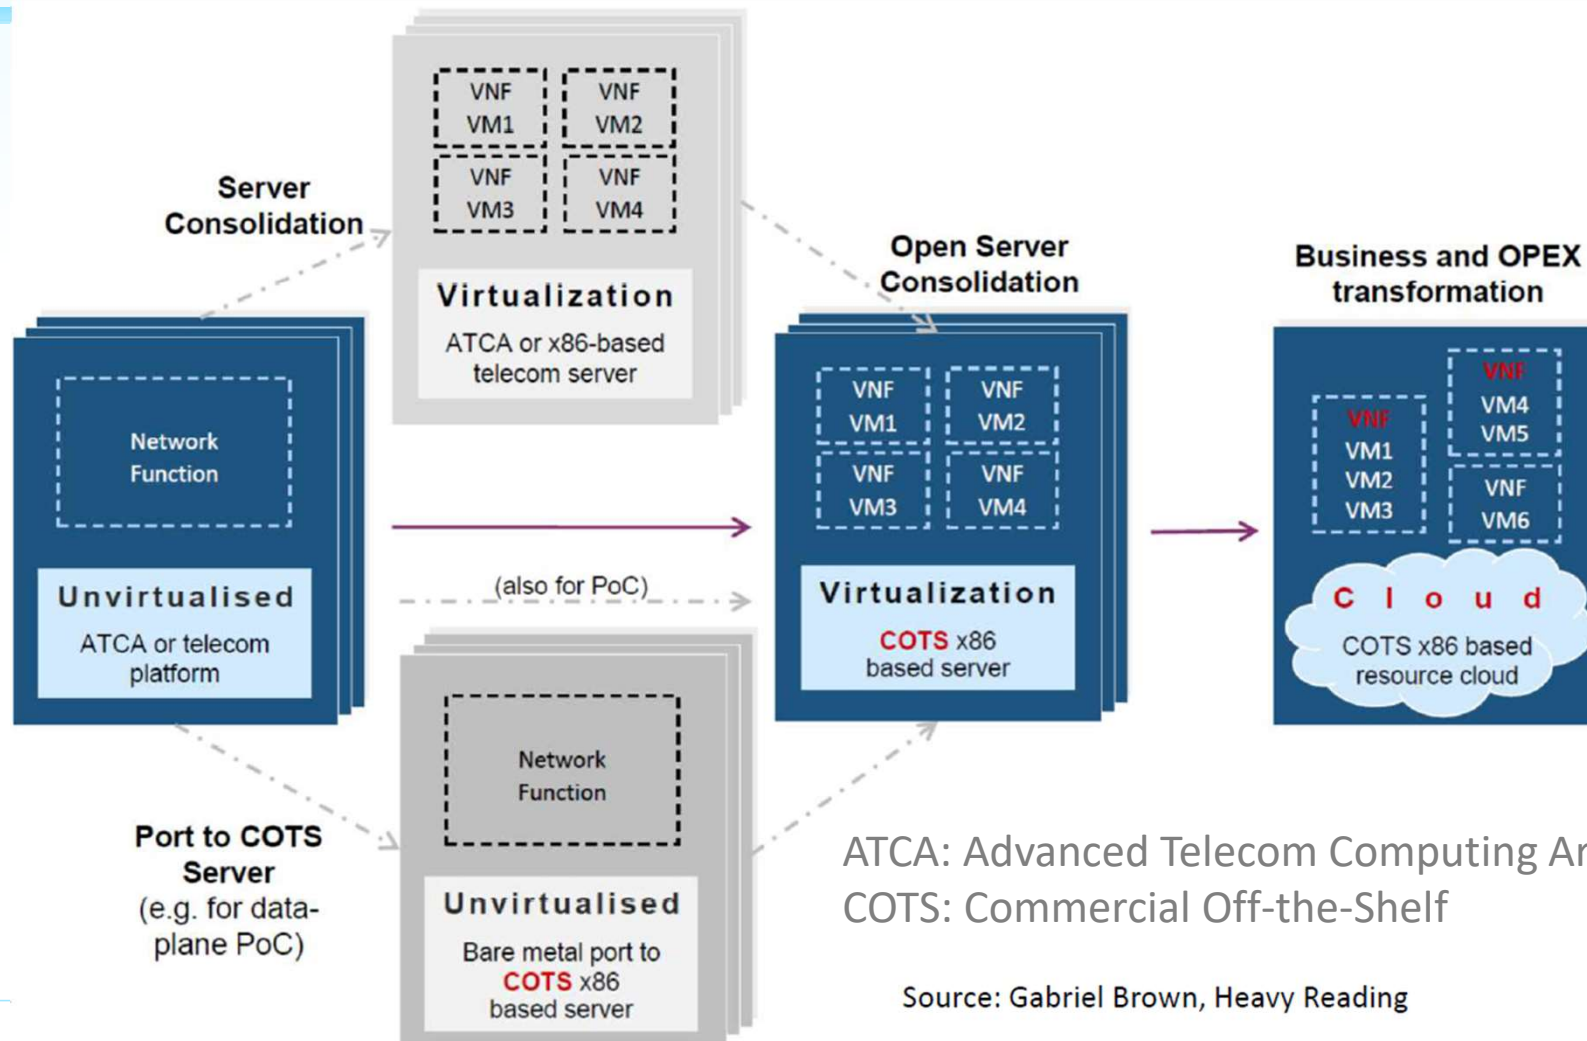 VNF
VM1
VNF
VM2
VNF
VM3
VNF
VM4
Server
Consolidation
Virtualization
ATCA or x86-based
telecom server
Open Server
Consolidation
Business and OPEX
transformation
Network
Function
Unvirtualised
ATCA or telecom
platform
(also for PoC)
VNF
VM1
VNF
VM2
VNF
VM3
VNF
VM4
Virtualization
COTS x86
based server
VNF
VM1
VM2
VM3
VNF
VM4
VM5
VNF
VM6
Cloud
COTS x86 based
resource cloud
Port to COTS
Server
(e.g. for data-
plane PoC)
Network
Function
Unvirtualised
Bare metal port to
COTS x86
based server
ATCA: Advanced Telecom Computing
COTS: Commercial Off-the-Shelf
Source: Gabriel Brown, Heavy Reading